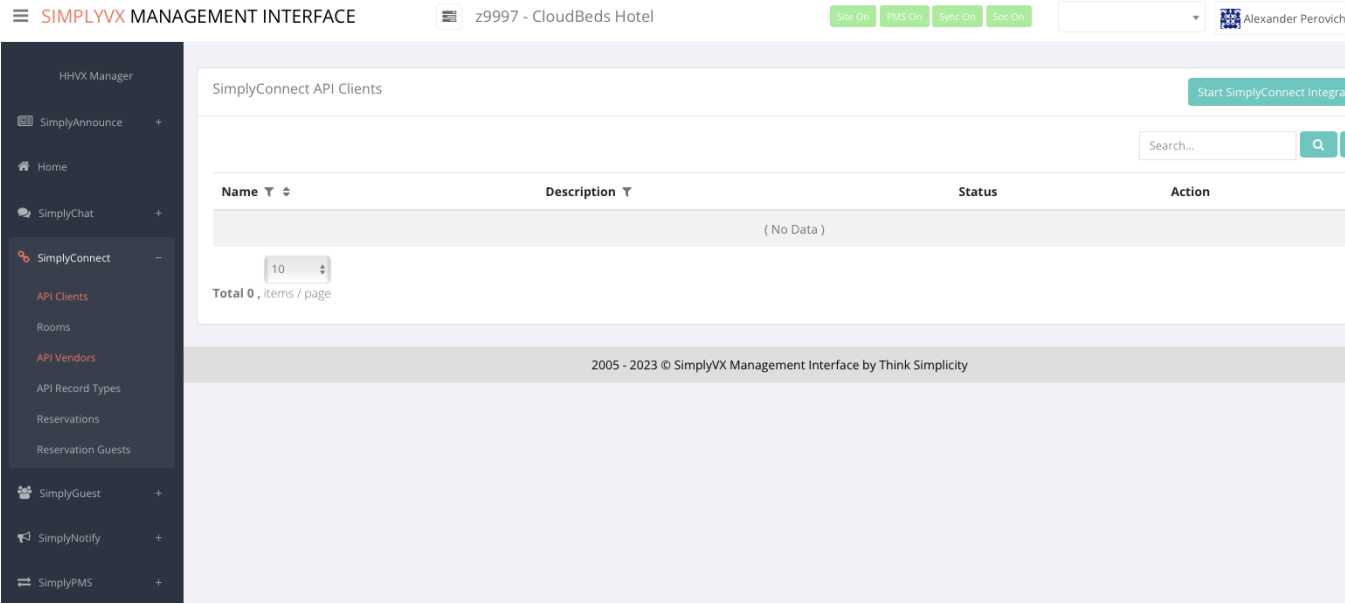 SIMPLYVX MANAGEMENT INTERFACE
z9997 - CloudBeds Hotel
Site On
PMS On
Sync On
Soc On
Alexander Perovich
HHVX Manager
SimplyAnnounce +
Home
SimplyChat +
SimplyConnect −
API Clients
Rooms
API Vendors
API Record Types
Reservations
Reservation Guests
SimplyGuest +
SimplyNotify +
SimplyPMS +
SimplyConnect API Clients
Start SimplyConnect Integra
Search...
Name Description Status Action
( No Data )
10
Total 0 , items / page
2005 - 2023 © SimplyVX Management Interface by Think Simplicity